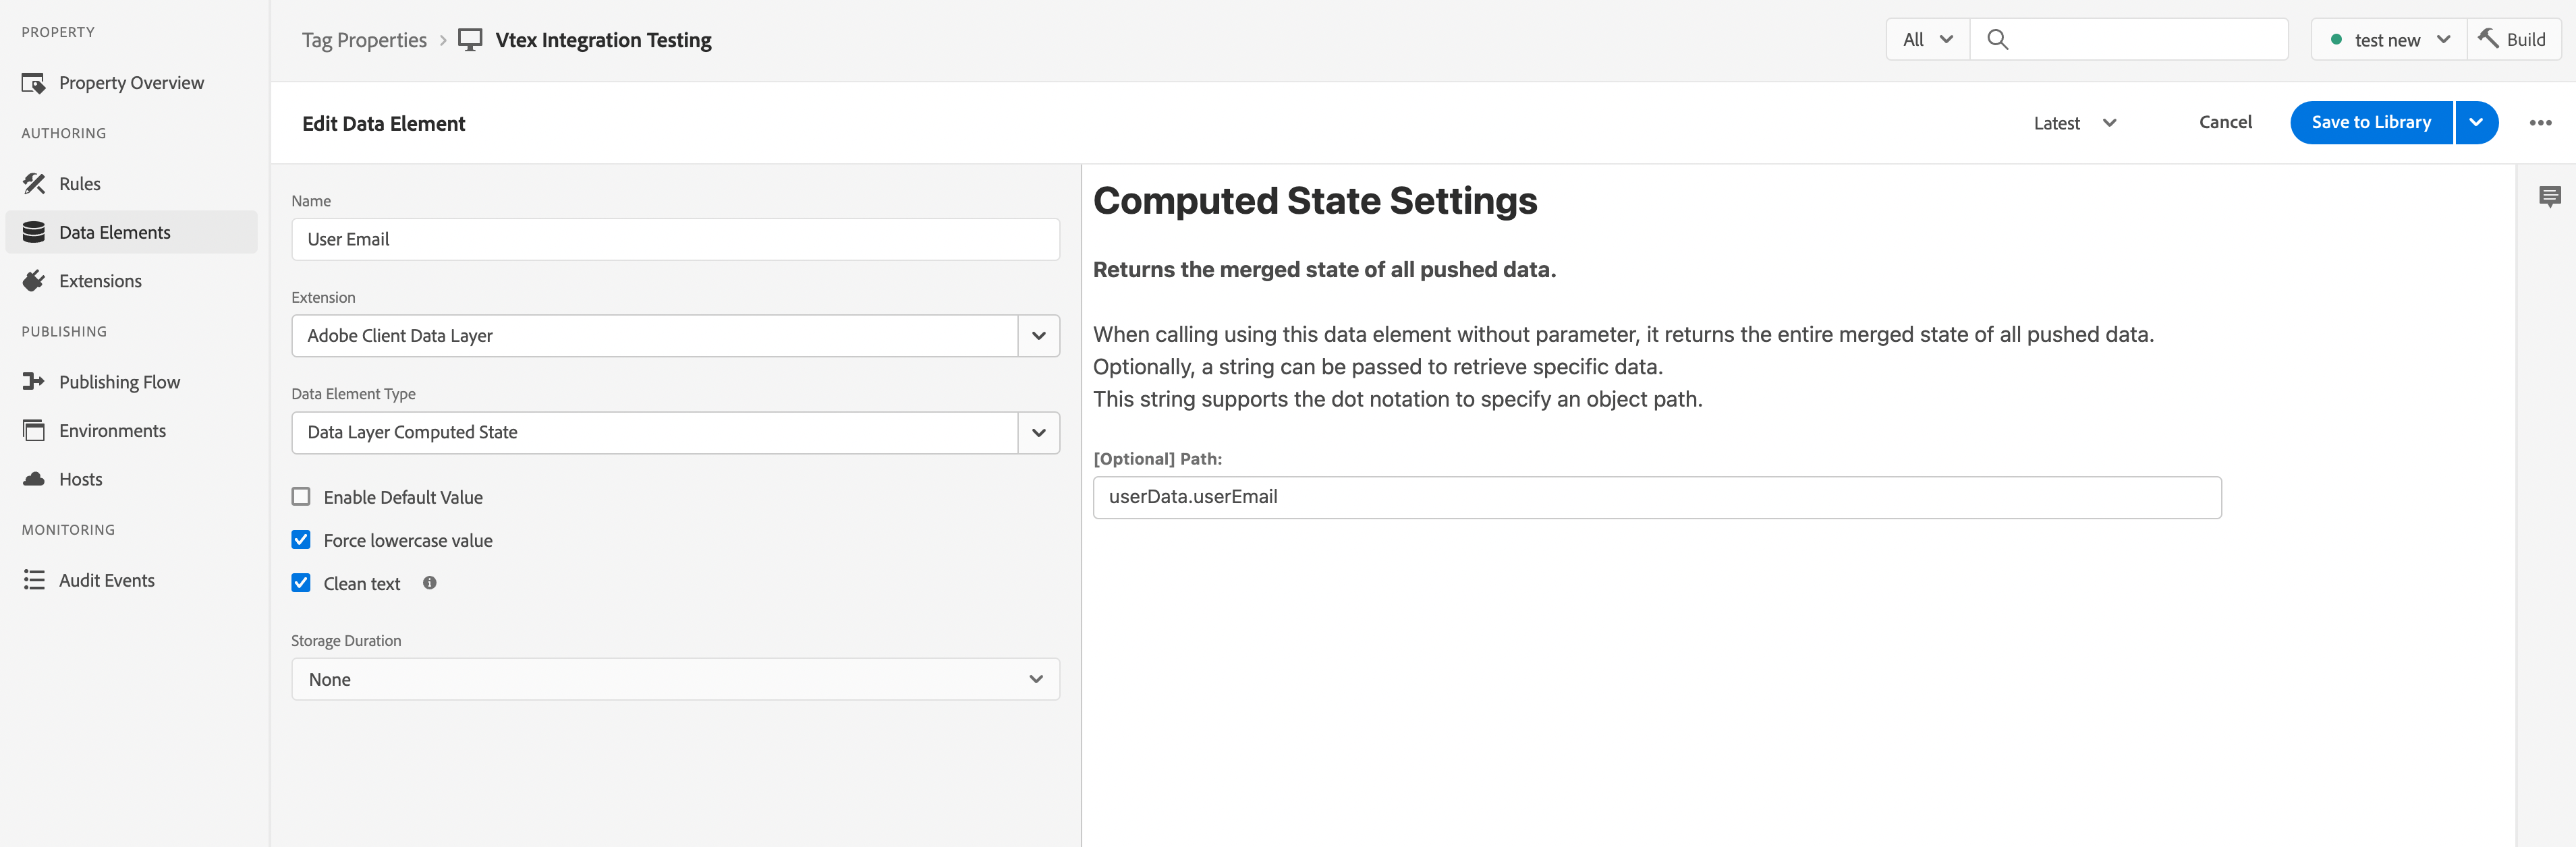 PROPERTY
Property Overview
AUTHORING
Rules
Data Elements
Extensions
PUBLISHING
Publishing Flow
Environments
Hosts
MONITORING
Audit Events
Tag Properties > Vtex Integration Testing
All
test new
Build
Edit Data Element
Latest
Cancel
Save to Library
Name
User Email
Extension
Adobe Client Data Layer
Data Element Type
Data Layer Computed State
Enable Default Value
Force lowercase value
Clean text
Storage Duration
None
Computed State Settings
Returns the merged state of all pushed data.
When calling using this data element without parameter, it returns the entire merged state of all pushed data.
Optionally, a string can be passed to retrieve specific data.
This string supports the dot notation to specify an object path.
[Optional] Path:
userData.userEmail